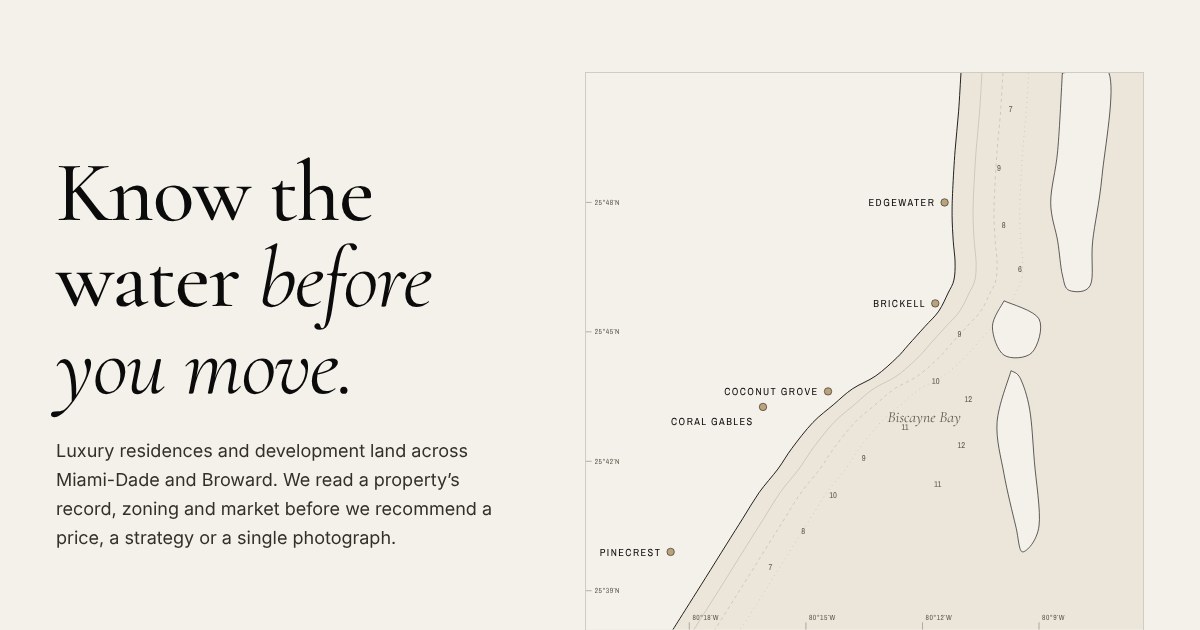 Know the
water before
you move.
Luxury residences and development land across
Miami-Dade and Broward. We read a property’s
record, zoning and market before we recommend a
price, a strategy or a single photograph.
7
9
25°48'N
EDGEWATER
8
6
BRICKELL
25°45'N
9
10
COCONUT GROVE
12
CORAL GABLES
Biscayne Bay
11
12
25°42'N
9
11
10
8
PINECREST
7
25°39'N
80°18'W
80°15'W
80°12'W
80°9'W